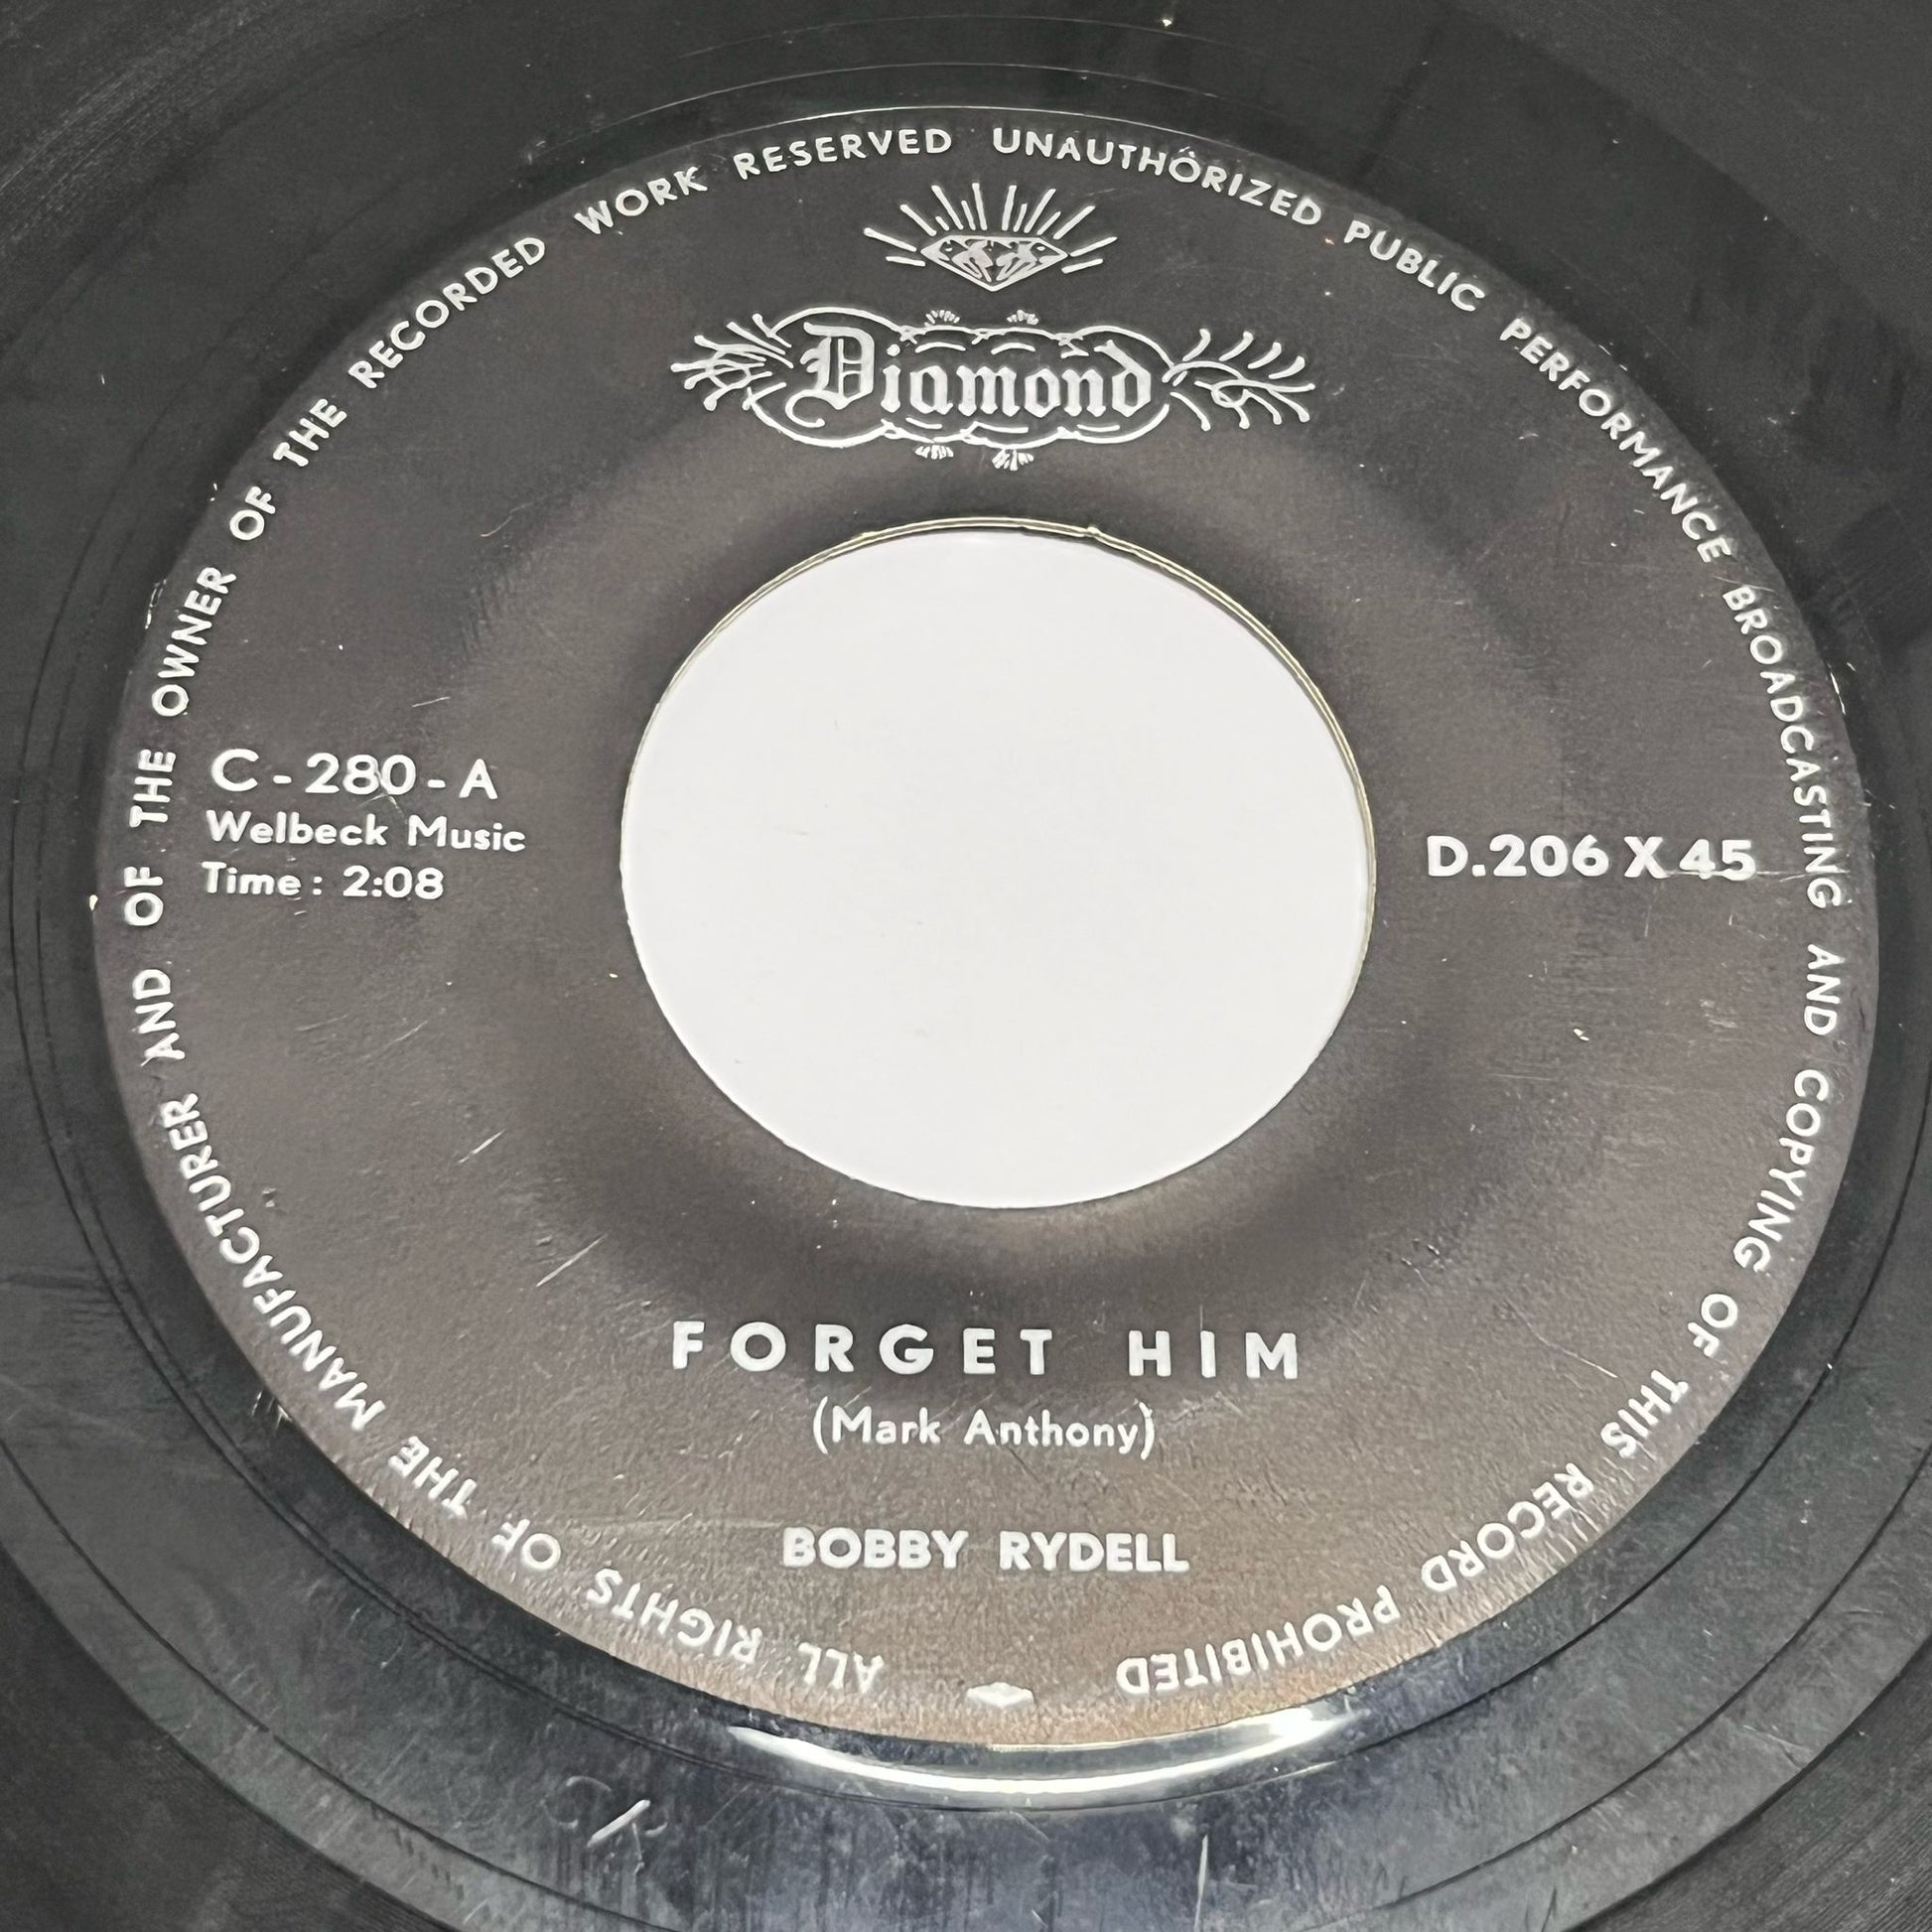 ALL RIGHTS OF THE MANUFACTURER AND OF THE OWNER OF THE RECORDED WORK RESERVED UNAUTHORIZED PUBLIC PERFORMANCE BROADCASTING AND COPYING OF THIS RECORD PROHIBITED
Diamond
C-280-A
Welbeck Music
Time: 2:08
D.206 X 45
FORGET HIM
(Mark Anthony)
BOBBY RYDELL